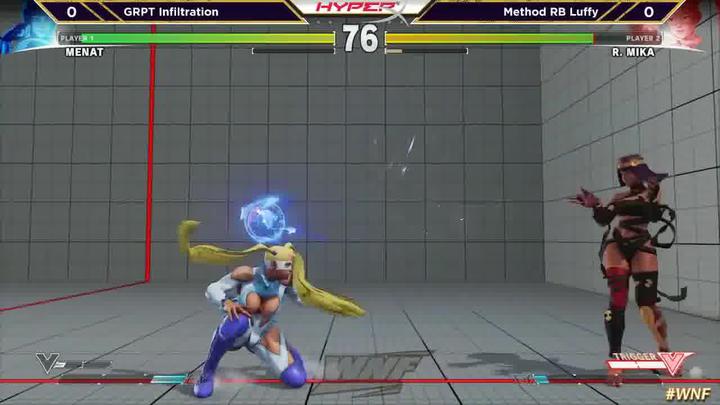 0 GRPT Infiltration HYPER Method RB Luffy 0
PLAYER 1 76 PLAYER 2
MENAT R. MIKA
WNF
V TRIGGER V
#WNF